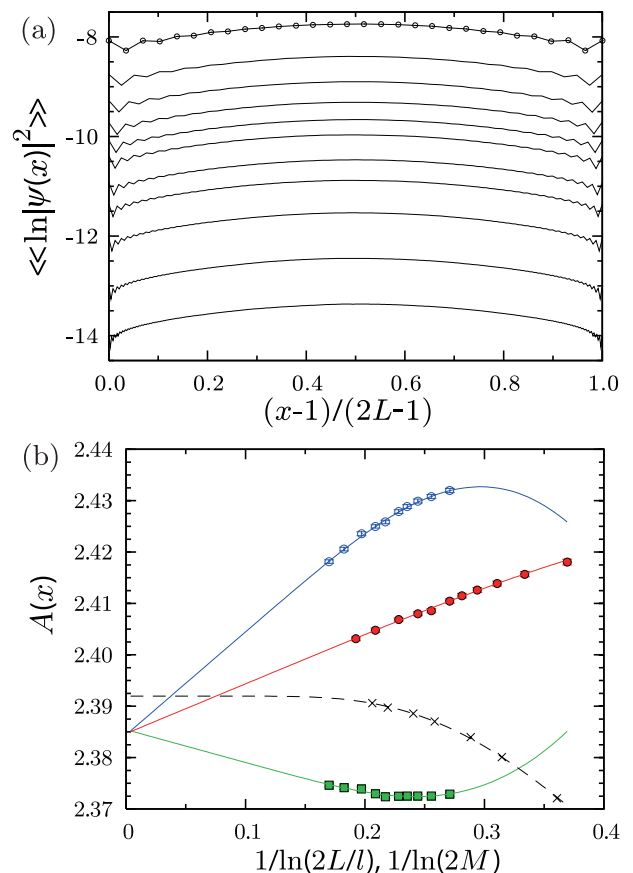 (a)
-8
-10
-12
-14
<<ln|ψ(x)|²>>
0.0 0.2 0.4 0.6 0.8 1.0
(x-1)/(2L-1)
(b)
2.44
2.43
2.42
2.41
2.40
2.39
2.38
2.37
A(x)
0 0.1 0.2 0.3 0.4
1/ln(2L/l), 1/ln(2M)